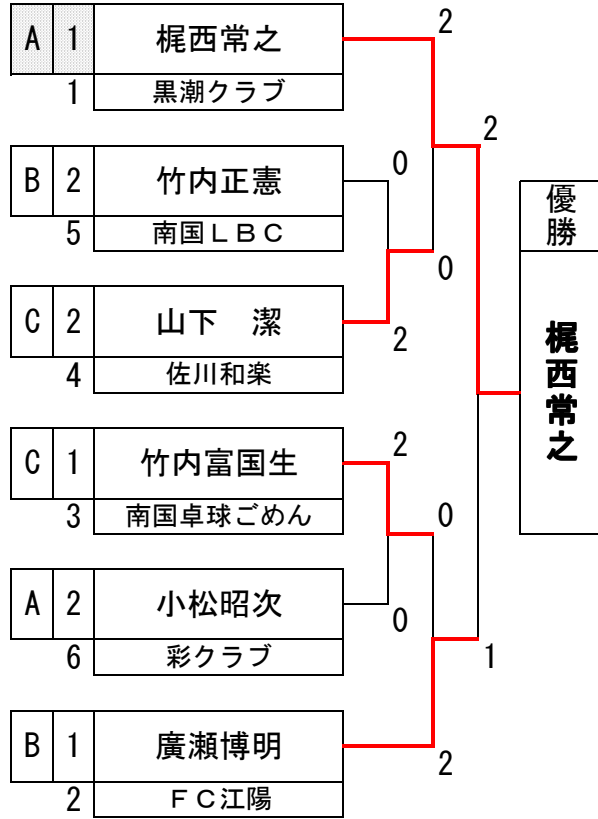 A 1 梶西常之 2
1 黒潮クラブ
2
B 2 竹内正憲 0
5 南国ＬＢＣ
0
C 2 山下　潔 2
4 佐川和楽
優勝
梶西常之
C 1 竹内富国生 2
3 南国卓球ごめん 0
A 2 小松昭次 0
6 彩クラブ
1
B 1 廣瀬博明 2
2 ＦＣ江陽